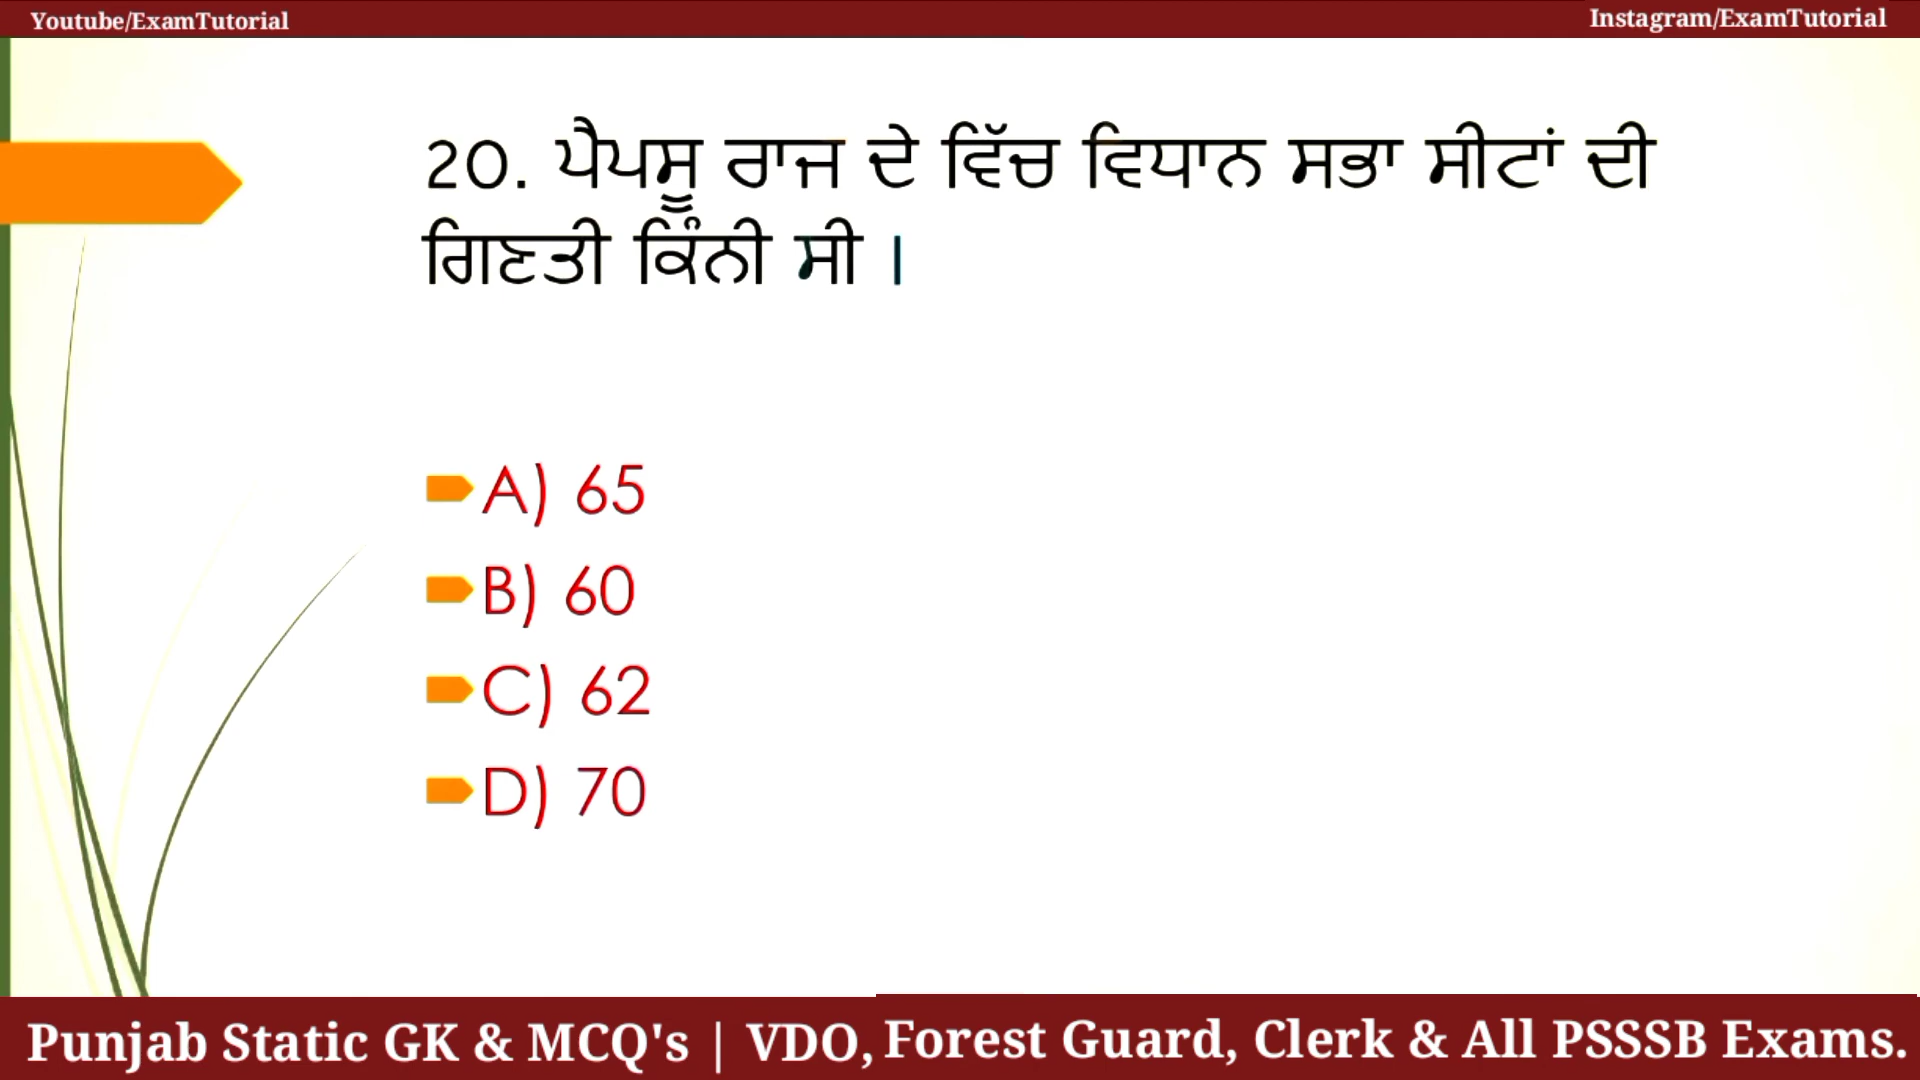 Youtube/ExamTutorial
Instagram/ExamTutorial
20. ਪੈਪਸੂ ਰਾਜ ਦੇ ਵਿੱਚ ਵਿਧਾਨ ਸਭਾ ਸੀਟਾਂ ਦੀ
ਗਿਣਤੀ ਕਿੰਨੀ ਸੀ ।
A) 65
B) 60
C) 62
D) 70
Punjab Static GK & MCQ's | VDO, Forest Guard, Clerk & All PSSSB Exams.